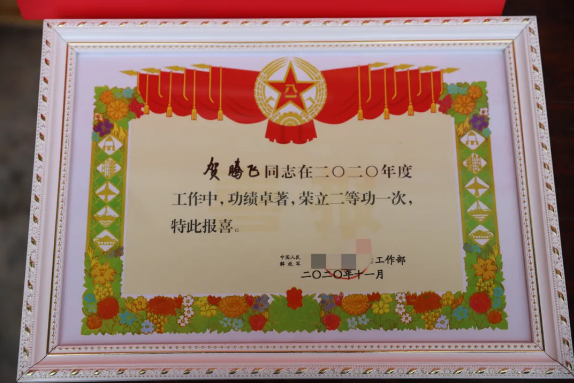 八一
贺腾飞同志在二〇二〇年度
工作中，功绩卓著，荣立二等功一次，
特此报喜。
中国人民
解放军
工作部
二〇二〇年十一月